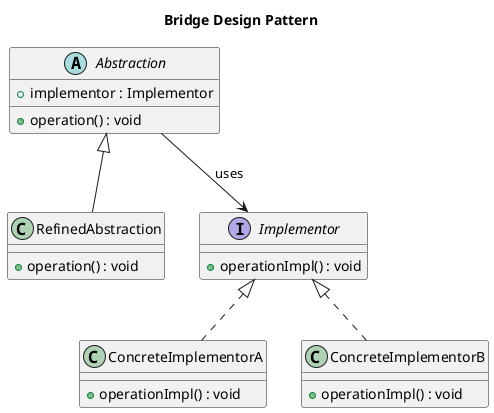 Bridge Design Pattern
A Abstraction
implementor : Implementor
operation() : void
uses
C RefinedAbstraction
operation() : void
I Implementor
operationImpl() : void
C ConcreteImplementorA
operationImpl() : void
C ConcreteImplementorB
operationImpl() : void